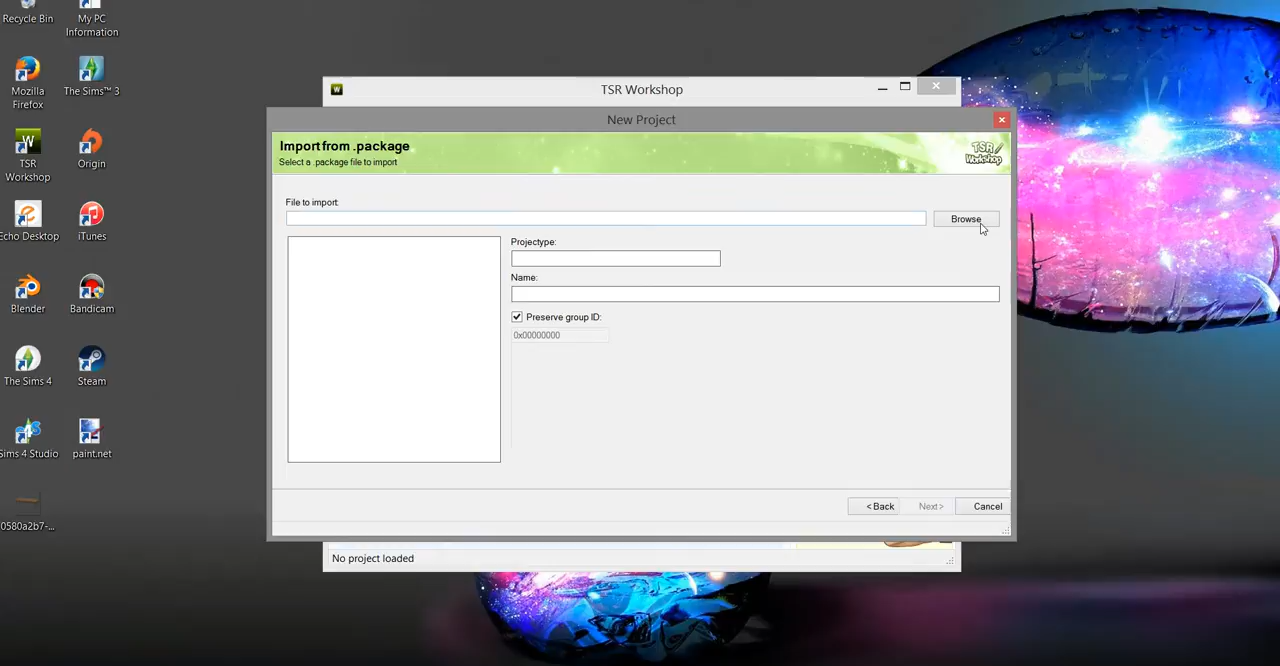 Recycle Bin
My PC
Information
Mozilla
Firefox
The Sims™ 3
W
TSR
Workshop
Origin
Echo Desktop
iTunes
Blender
Bandicam
The Sims 4
Steam
4S
Sims 4 Studio
paint.net
0580a2b7-...
W
TSR Workshop
New Project
Import from .package
Select a .package file to import
TSR
Workshop
File to import:
Browse
Projectype:
Name:
Preserve group ID:
0x00000000
< Back
Next>
Cancel
No project loaded